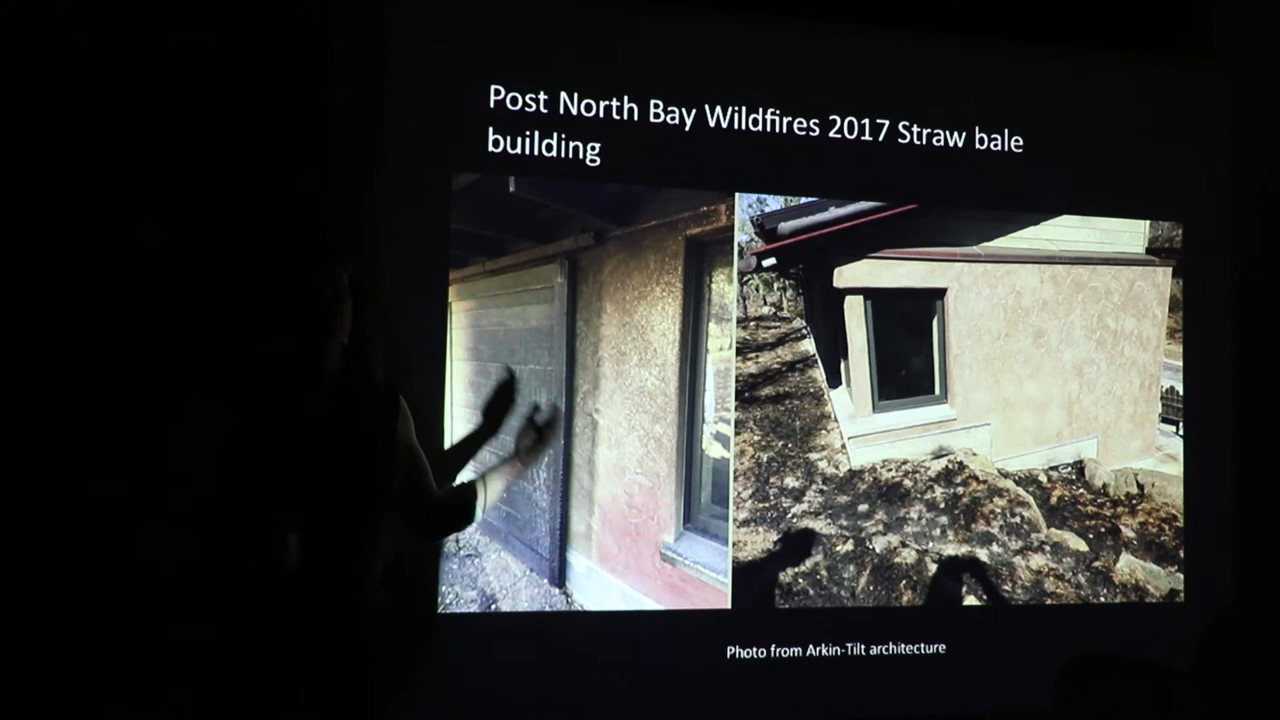 Post North Bay Wildfires 2017 Straw bale
building
Photo from Arkin-Tilt architecture